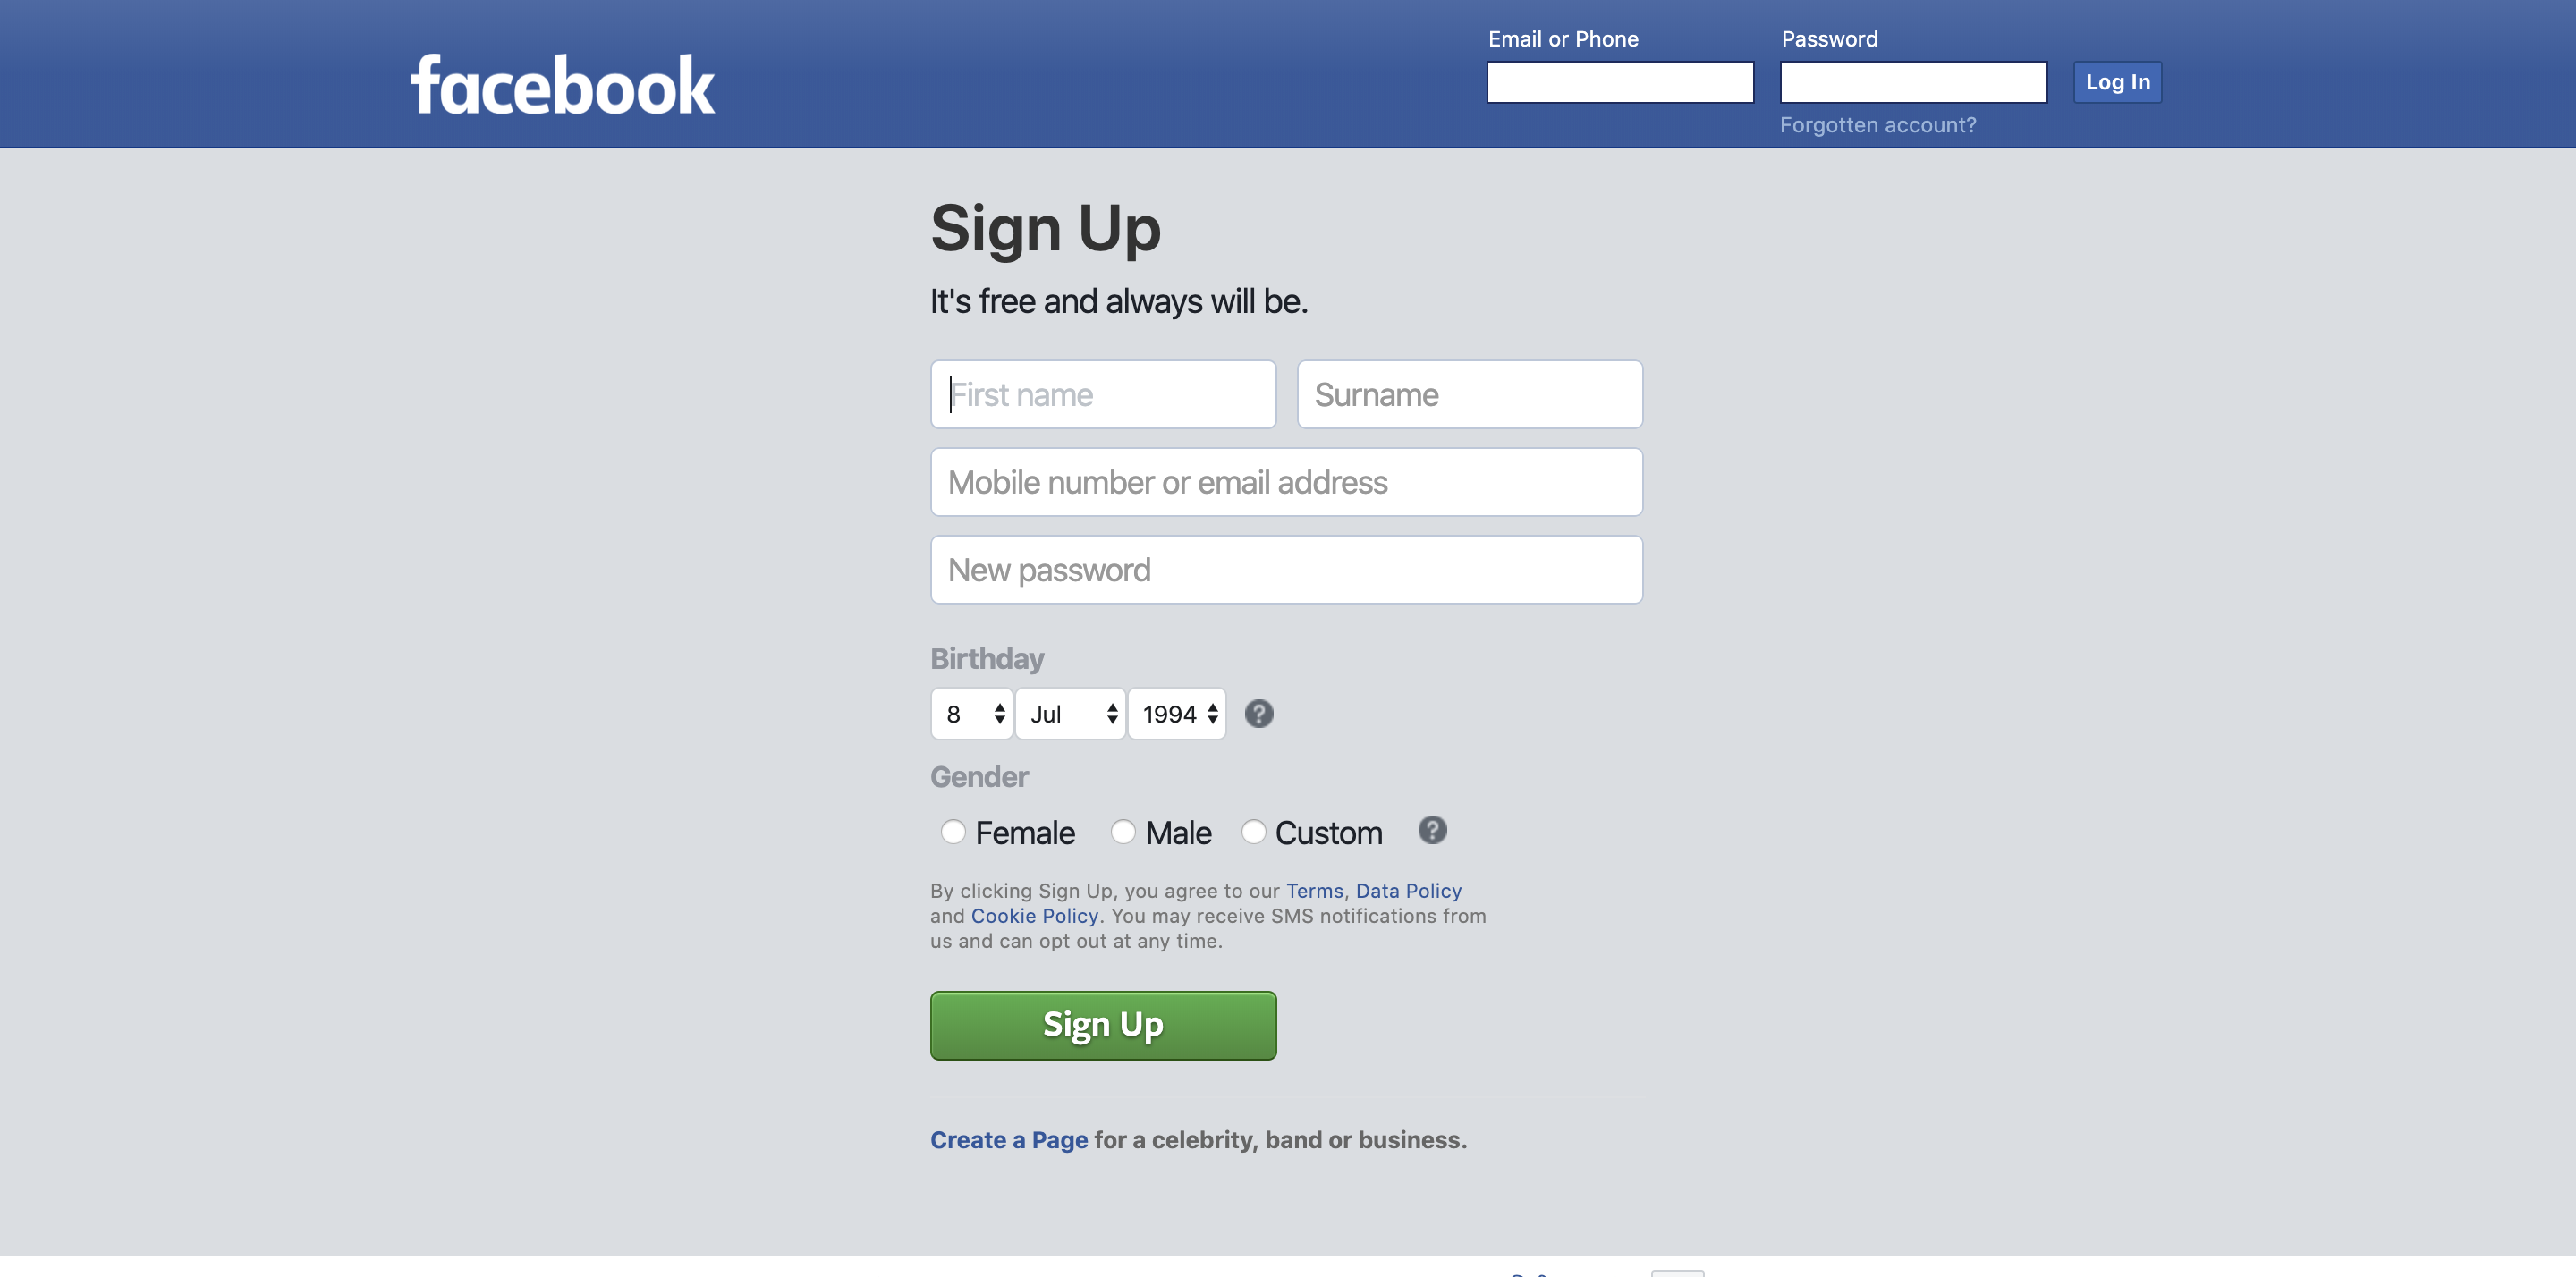 facebook
Email or Phone
Password
Log In
Forgotten account?
Sign Up
It's free and always will be.
First name
Surname
Mobile number or email address
New password
Birthday
8
Jul
1994
?
Gender
Female
Male
Custom
?
By clicking Sign Up, you agree to our Terms, Data Policy
and Cookie Policy. You may receive SMS notifications from
us and can opt out at any time.
Sign Up
Create a Page for a celebrity, band or business.